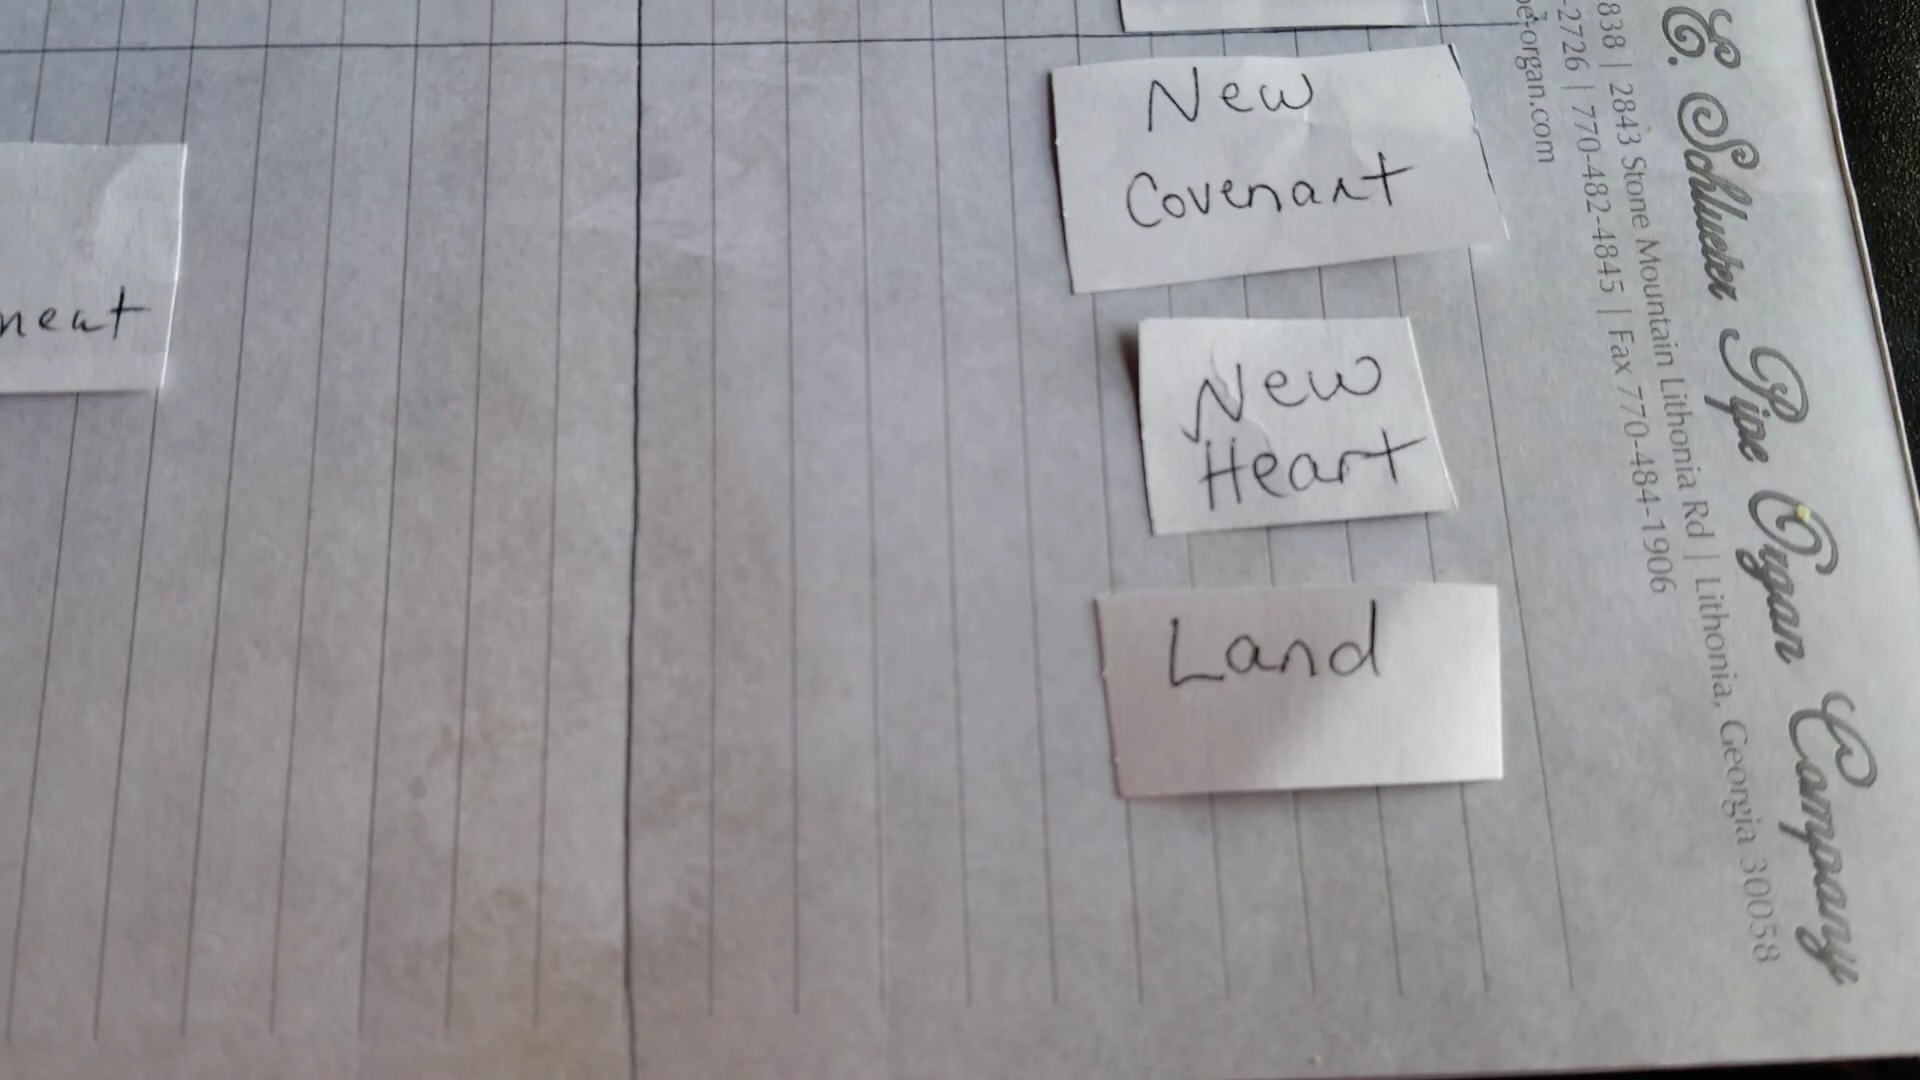 New
Covenant
New
Heart
Land
E. Schlueter Pipe Organ Company
838 | 2843 Stone Mountain Lithonia Rd | Lithonia, Georgia 30058
-2726 | 770-482-4845 | Fax 770-484-1906
pe-organ.com